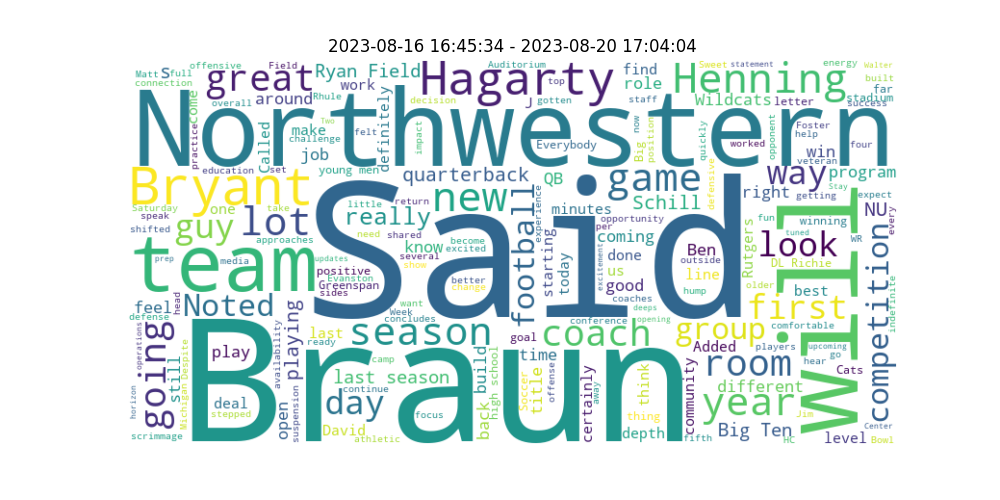 2023-08-16 16:45:34 - 2023-08-20 17:04:04
Matt
S
full
offensive
Field
great
Ryan Field
Hagarty
Auditorium
find
Henning
Sweet
statement
energy
Walter
connection
come
overall
Rhule
around
work
decision
top
J
gotten
staff
role
Wildcats
letter
built
far
stadium
success
Northwestern
practice
Called
Two
make
challenge
felt
definitely
impact
Everybody
now
Big
position
quickly
worked
opponent
Foster
help
four
veteran
education
set
job
young men
quarterback
QB
game
defensive
win
way
program
Bryant
Saturday
take
one
speak
guy
lot
little
return
really
new
minutes
Schill
right
getting
Stay
expect
every
shifted
approaches
need
shared
football
experience
opportunity
per
coming
fun
winning
NU
team
Said
know
several
become
excited
starting
today
excitement
done
us
Ben
outside
Rutgers
look
tuned
WR
prep
media
updates
Evanston
positive
Greenspan
sides
show
better
change
good
line
DL Richie
Will
competition
indefinite
feel
head
Noted
want
Week
coaches
hump
older
best
deeps
opening
first
defense
going
operations
playing
last
ready
concludes
season
goal
conference
coach
group
comfortable
Added
players
upcoming
go
horizon
still
Michigan
Despite
play
availability
Braun
camp
last season
continue
build
high school
time
Soccer
title
offense
away
certainly
think
community
room
different
hear
Cats
deal
stepped
open
suspension
day
focus
back
thing
year
Jim
Center
scrimmage
David
athletic
depth
fifth
Big Ten
HC
level
Bowl